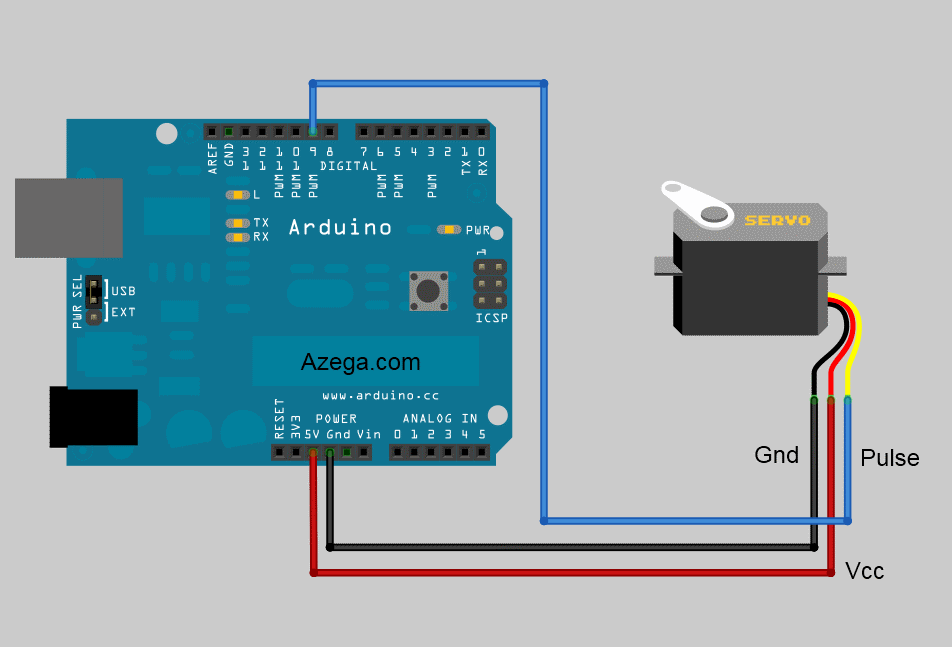 AREF
GND
13
12
11 PWM
10 PWM
9 PWM
8
7
6 PWM
5 PWM
4
3 PWM
2
TX 1
RX 0
DIGITAL
L
TX
RX
Arduino
PWR
1
ICSP
PWR SEL
USB
EXT
Azega.com
www.arduino.cc
POWER
ANALOG IN
RESET
3V3
5V Gnd Vin
0 1 2 3 4 5
SERVO
Gnd
Pulse
Vcc